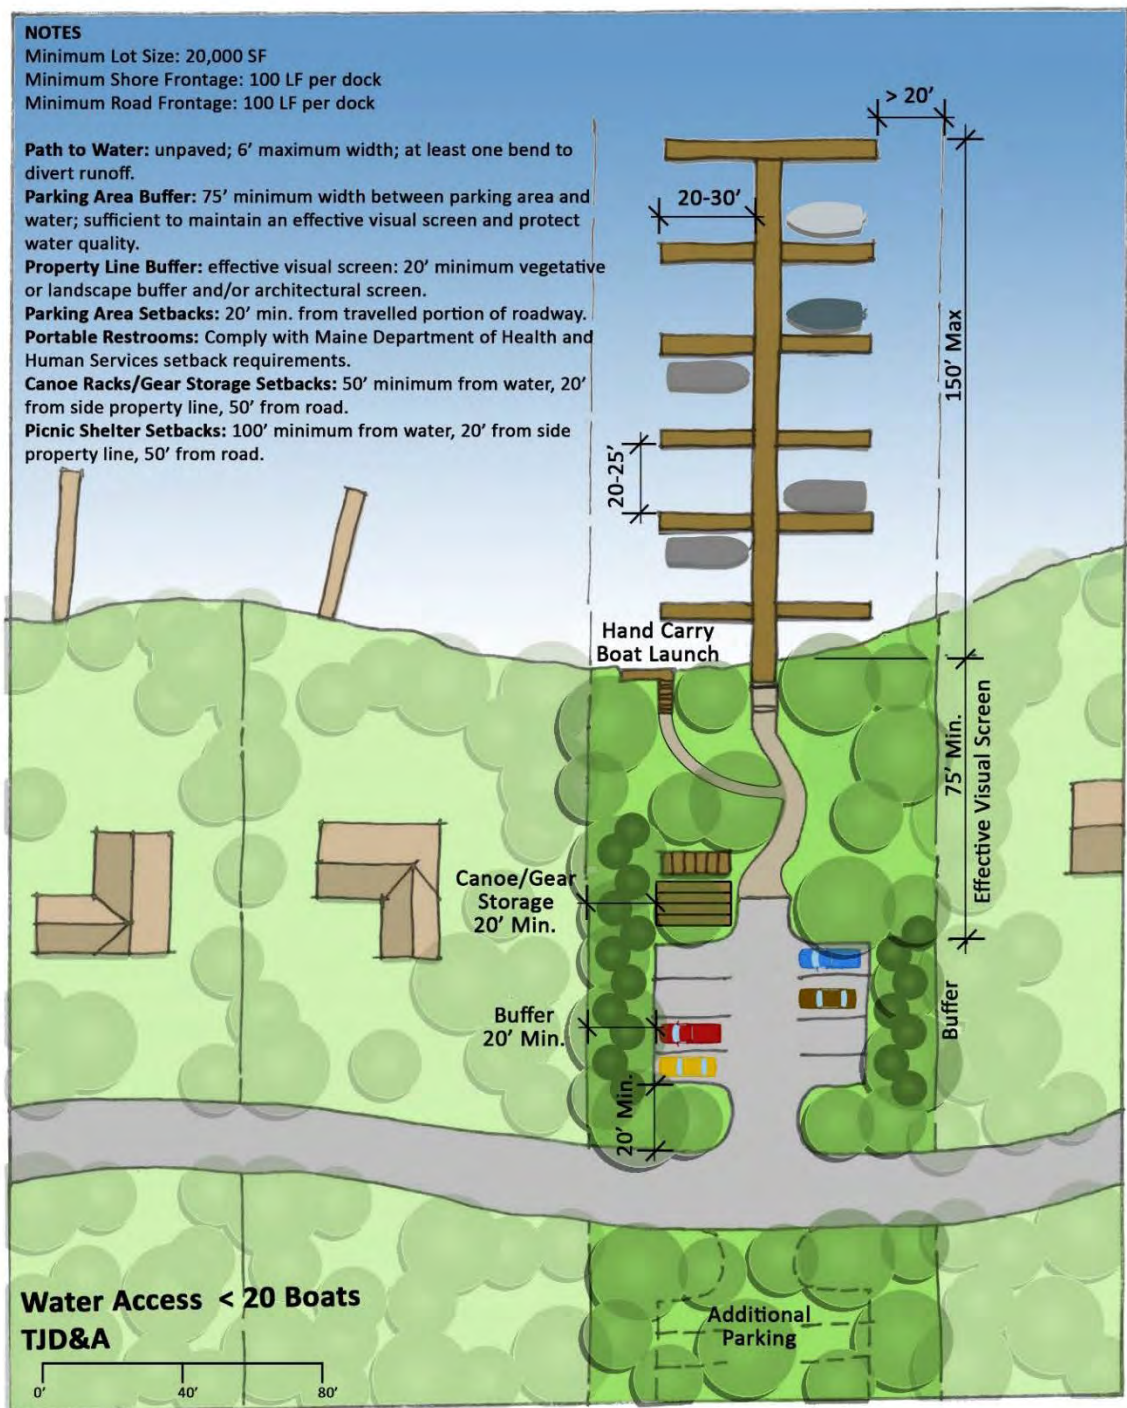 NOTES
Minimum Lot Size: 20,000 SF
Minimum Shore Frontage: 100 LF per dock
Minimum Road Frontage: 100 LF per dock
Path to Water: unpaved; 6’ maximum width; at least one bend to
divert runoff.
Parking Area Buffer: 75’ minimum width between parking area and
water; sufficient to maintain an effective visual screen and protect
water quality.
Property Line Buffer: effective visual screen: 20’ minimum vegetative
or landscape buffer and/or architectural screen.
Parking Area Setbacks: 20’ min. from travelled portion of roadway.
Portable Restrooms: Comply with Maine Department of Health and
Human Services setback requirements.
Canoe Racks/Gear Storage Setbacks: 50’ minimum from water, 20’
from side property line, 50’ from road.
Picnic Shelter Setbacks: 100’ minimum from water, 20’ from side
property line, 50’ from road.
> 20’
20-30’
150’ Max
20-25’
Hand Carry
Boat Launch
75’ Min.
Effective Visual Screen
Canoe/Gear
Storage
20’ Min.
Buffer
20’ Min.
Buffer
20’ Min.
Additional
Parking
Water Access < 20 Boats
TJD&A
0’ 40’ 80’